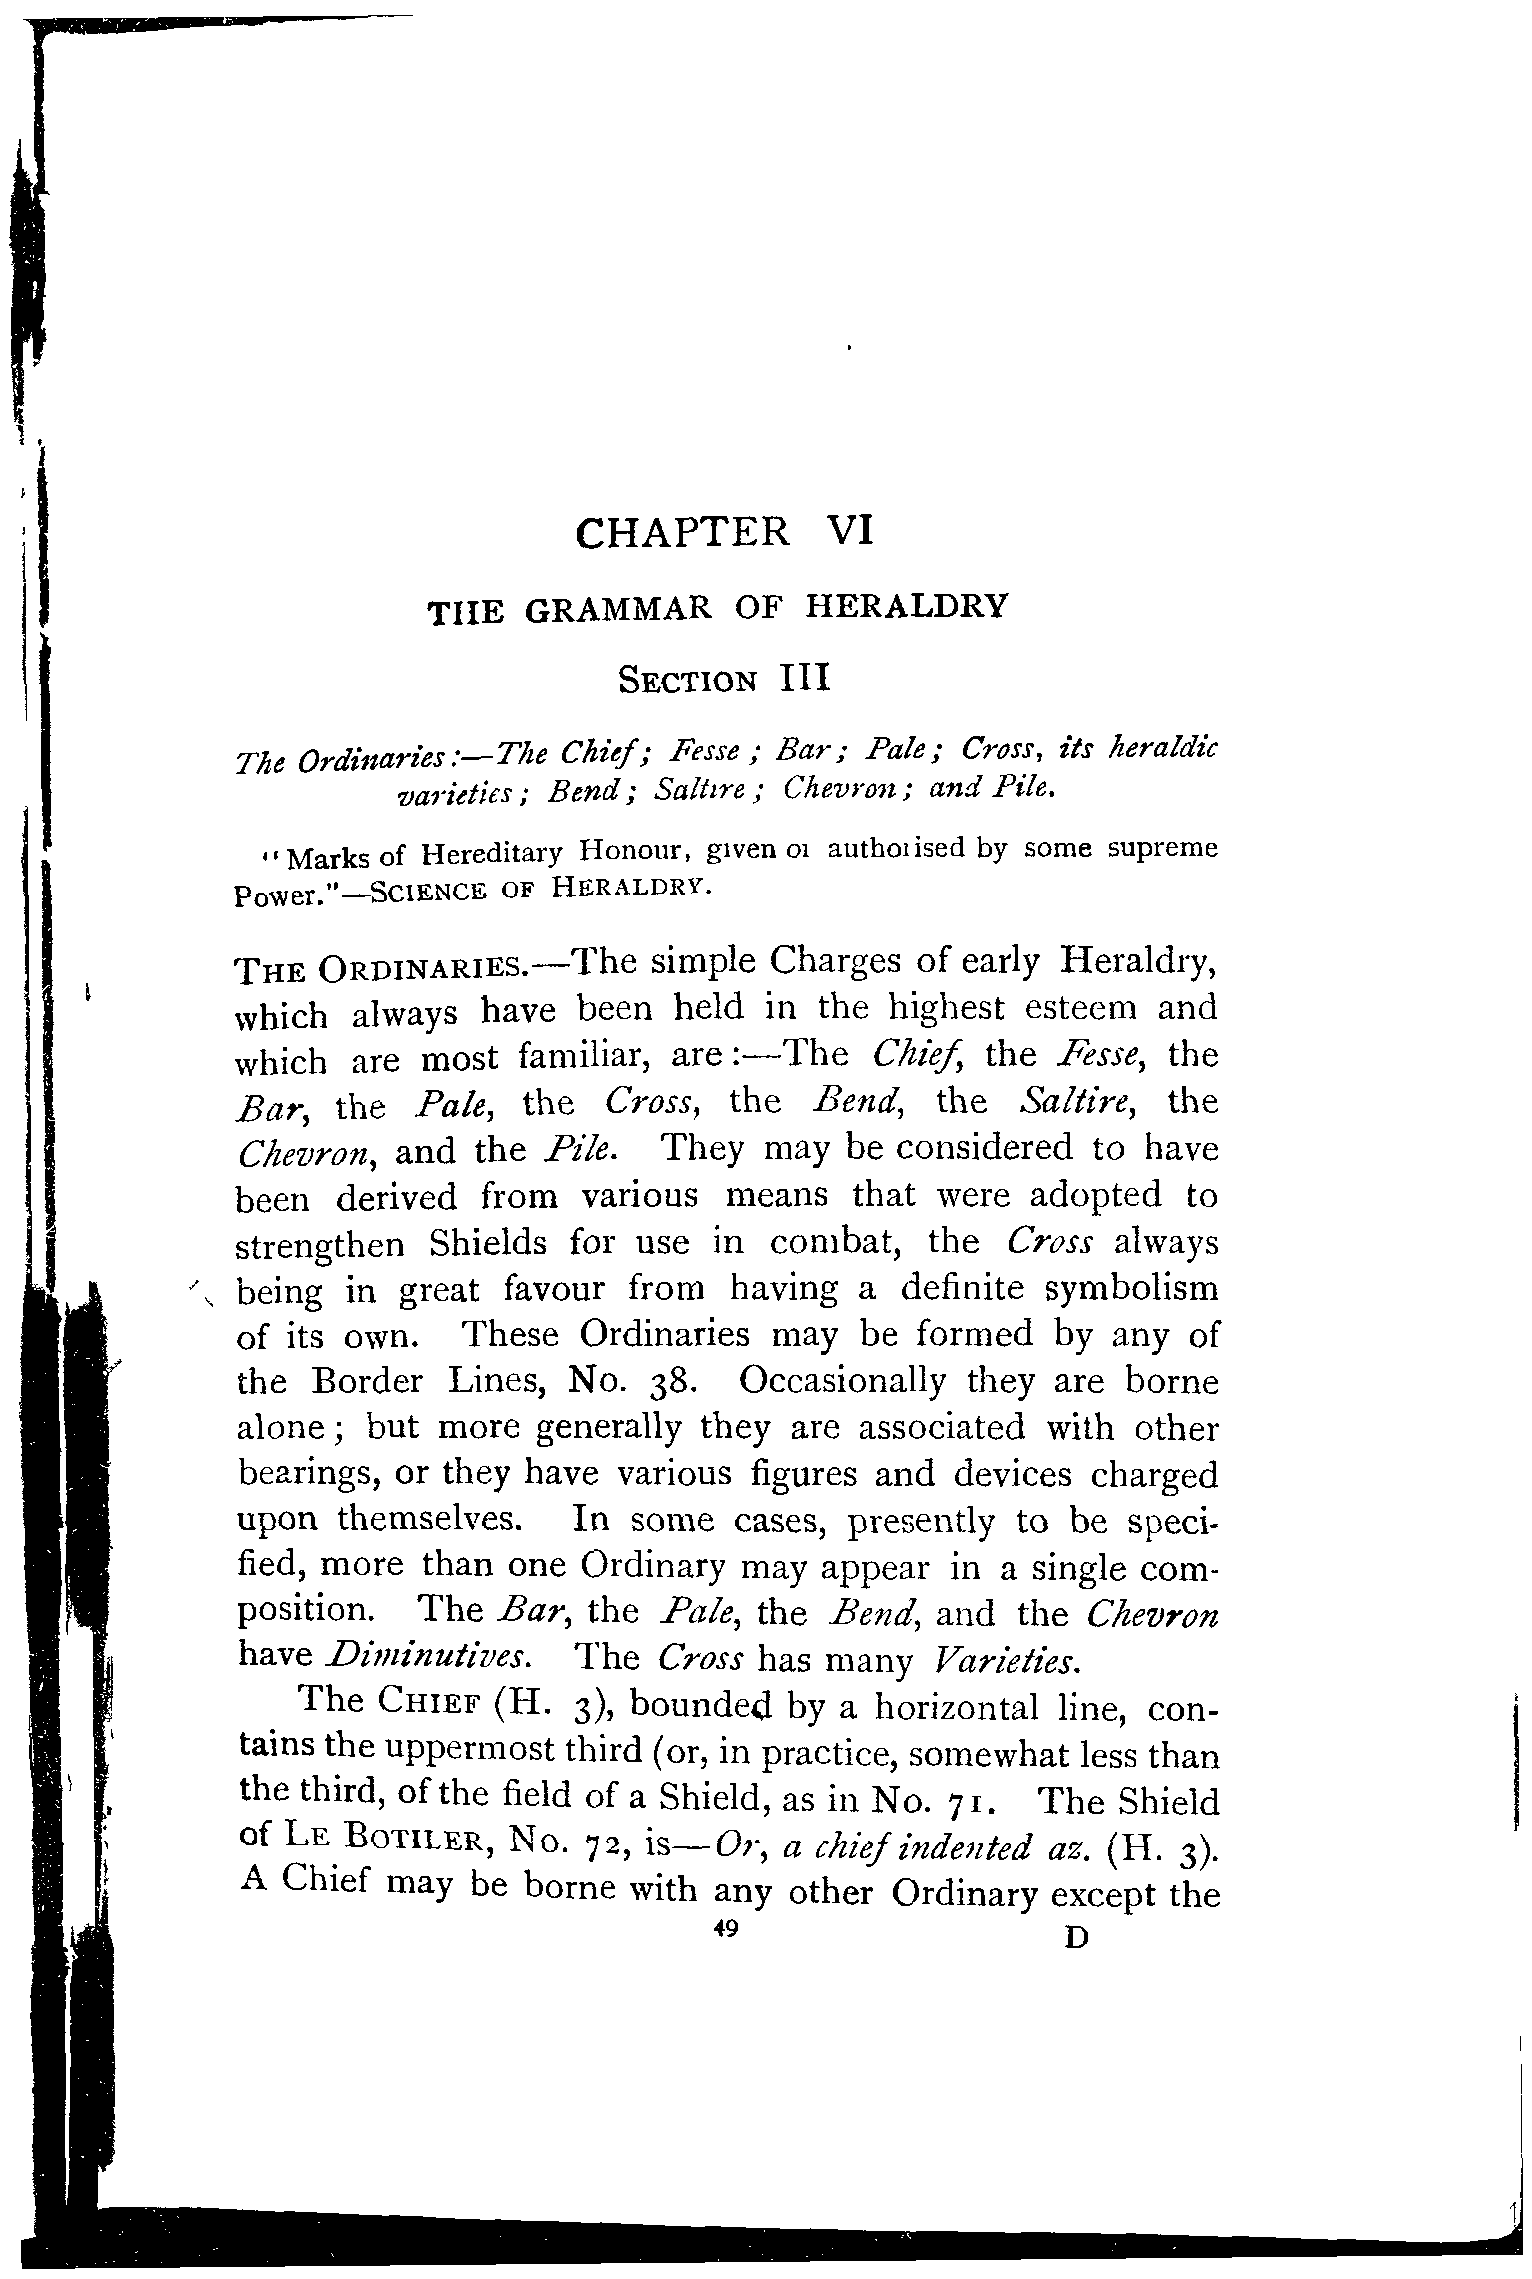 CHAPTER VI
THE GRAMMAR OF HERALDRY
SECTION III
The Ordinaries:—The Chief; Fesse; Bar; Pale; Cross, its heraldic
varieties; Bend; Saltire; Chevron; and Pile.
"Marks of Hereditary Honour, given or authorised by some supreme
Power."—SCIENCE OF HERALDRY.
THE ORDINARIES.—The simple Charges of early Heraldry,
which always have been held in the highest esteem and
which are most familiar, are:—The Chief, the Fesse, the
Bar, the Pale, the Cross, the Bend, the Saltire, the
Chevron, and the Pile. They may be considered to have
been derived from various means that were adopted to
strengthen Shields for use in combat, the Cross always
being in great favour from having a definite symbolism
of its own. These Ordinaries may be formed by any of
the Border Lines, No. 38. Occasionally they are borne
alone; but more generally they are associated with other
bearings, or they have various figures and devices charged
upon themselves. In some cases, presently to be speci-
fied, more than one Ordinary may appear in a single com-
position. The Bar, the Pale, the Bend, and the Chevron
have Diminutives. The Cross has many Varieties.
The CHIEF (H. 3), bounded by a horizontal line, con-
tains the uppermost third (or, in practice, somewhat less than
the third, of the field of a Shield, as in No. 71. The Shield
of LE BOTILER, No. 72, is—Or, a chief indented az. (H. 3).
A Chief may be borne with any other Ordinary except the
49 D